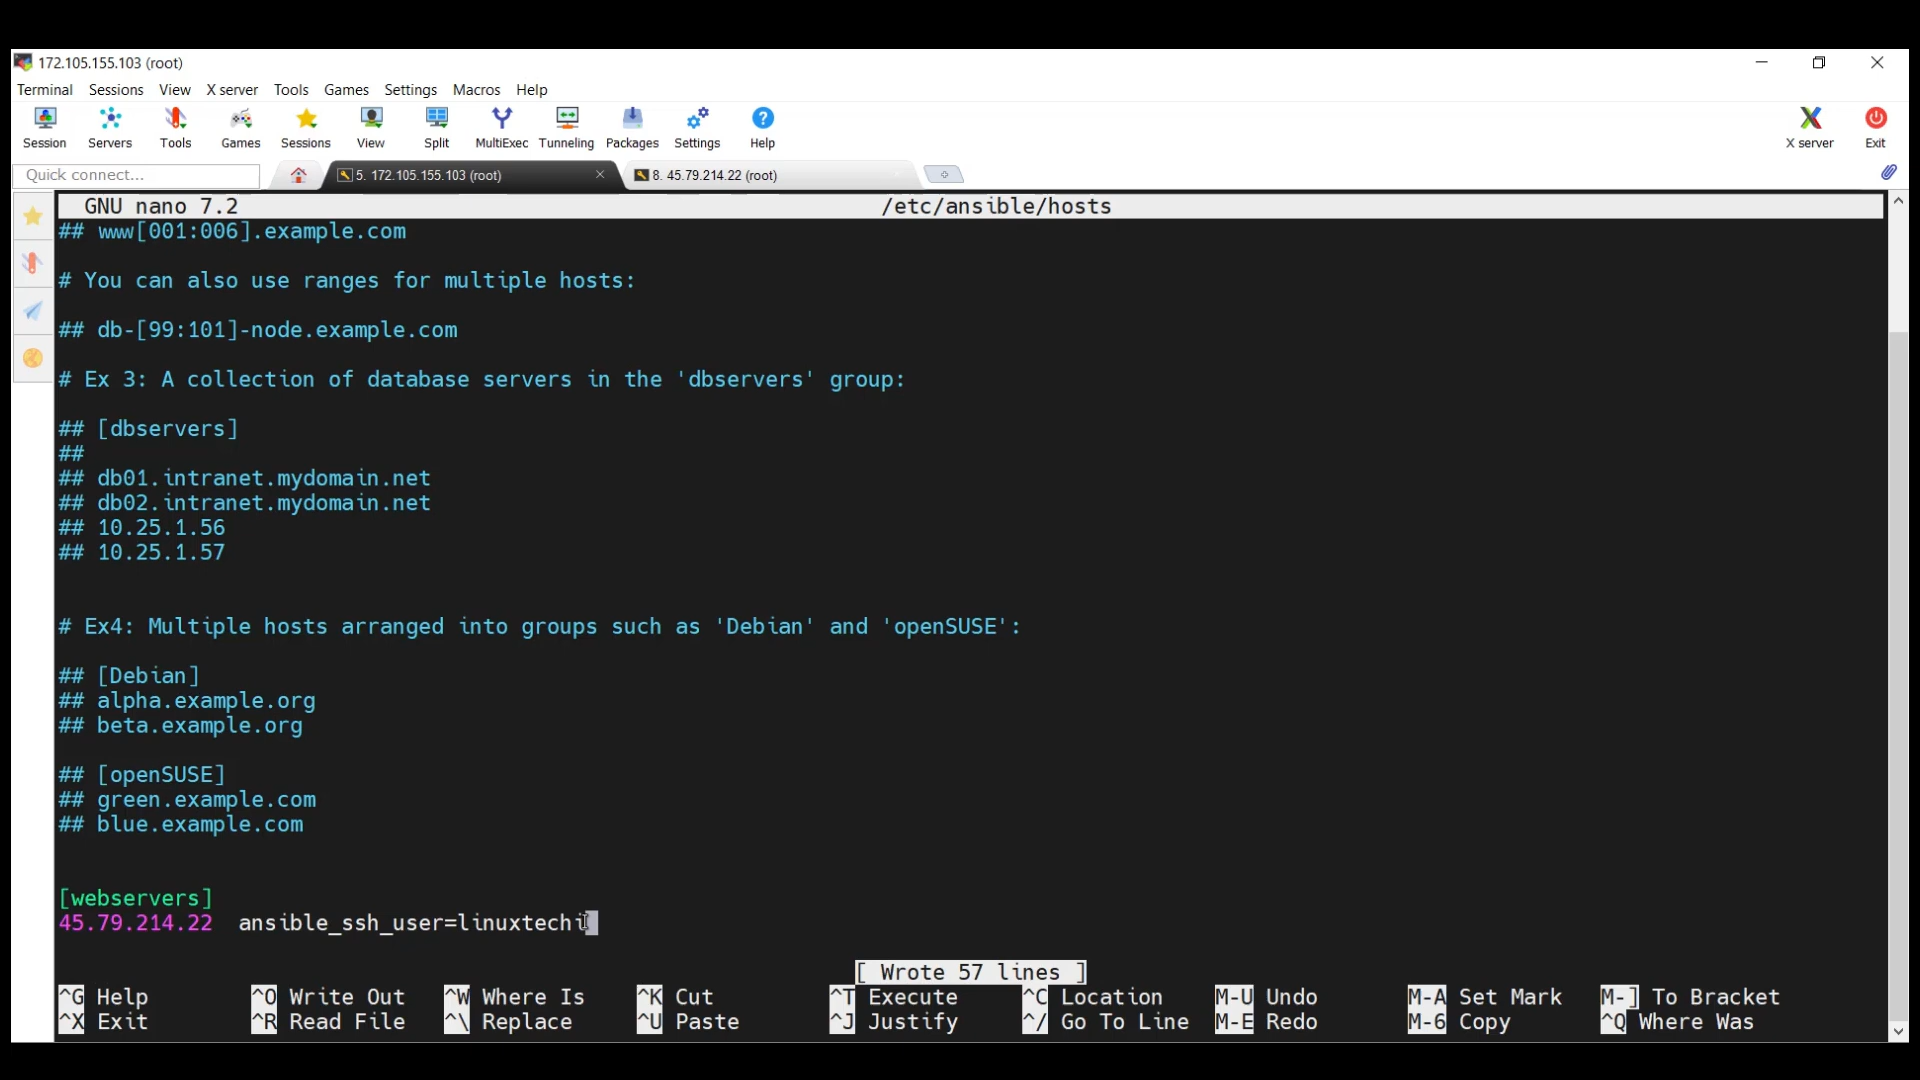 172.105.155.103 (root)
Terminal Sessions View X server Tools Games Settings Macros Help
Session Servers Tools Games Sessions View Split MultiExec Tunneling Packages Settings Help X server Exit
Quick connect... 5. 172.105.155.103 (root) 8. 45.79.214.22 (root)
GNU nano 7.2 /etc/ansible/hosts
## www[001:006].example.com
# You can also use ranges for multiple hosts:
## db-[99:101]-node.example.com
# Ex 3: A collection of database servers in the 'dbservers' group:
## [dbservers]
##
## db01.intranet.mydomain.net
## db02.intranet.mydomain.net
## 10.25.1.56
## 10.25.1.57
# Ex4: Multiple hosts arranged into groups such as 'Debian' and 'openSUSE':
## [Debian]
## alpha.example.org
## beta.example.org
## [openSUSE]
## green.example.com
## blue.example.com
[webservers]
45.79.214.22 ansible_ssh_user=linuxtechi
[ Wrote 57 lines ]
^G Help ^O Write Out ^W Where Is ^K Cut ^T Execute ^C Location M-U Undo M-A Set Mark M-] To Bracket
^X Exit ^R Read File ^\ Replace ^U Paste ^J Justify ^/ Go To Line M-E Redo M-6 Copy ^Q Where Was